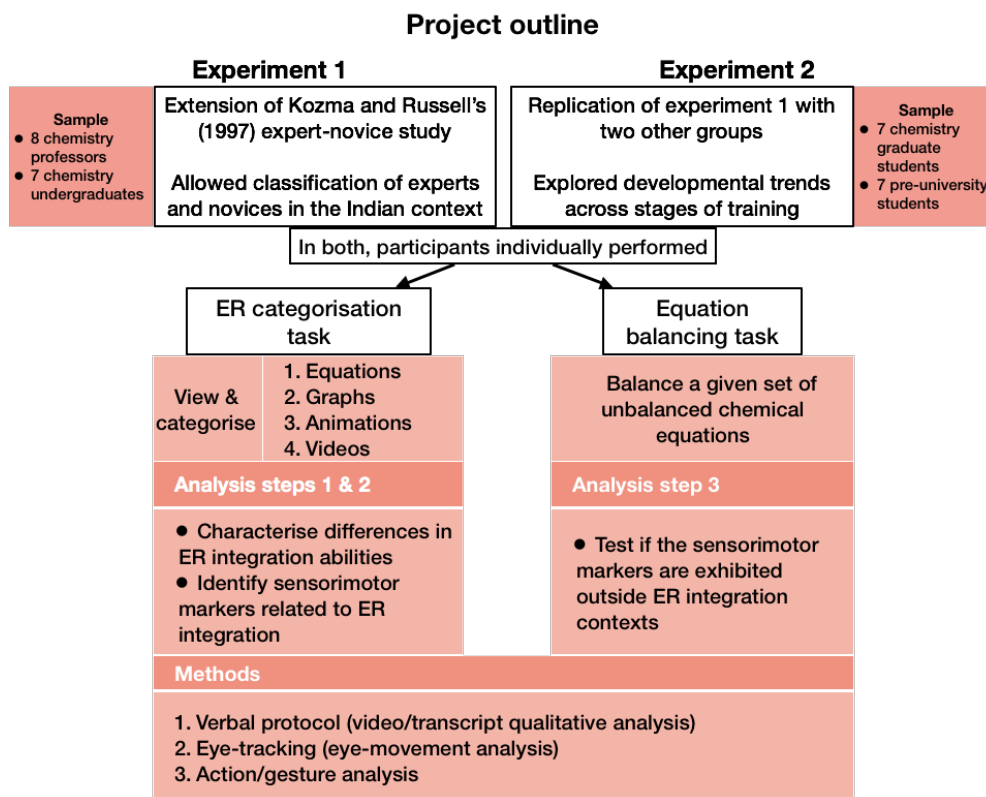 Project outline
Experiment 1
Experiment 2
Sample
● 8 chemistry
professors
● 7 chemistry
undergraduates
Extension of Kozma and Russell's
(1997) expert-novice study
Allowed classification of experts
and novices in the Indian context
Replication of experiment 1 with
two other groups
Explored developmental trends
across stages of training
Sample
● 7 chemistry
graduate
students
● 7 pre-university
students
In both, participants individually performed
ER categorisation
task
Equation
balancing task
View &
categorise
1. Equations
2. Graphs
3. Animations
4. Videos
Balance a given set of
unbalanced chemical
equations
Analysis steps 1 & 2
Analysis step 3
● Characterise differences in
ER integration abilities
● Identify sensorimotor
markers related to ER
integration
● Test if the sensorimotor
markers are exhibited
outside ER integration
contexts
Methods
1. Verbal protocol (video/transcript qualitative analysis)
2. Eye-tracking (eye-movement analysis)
3. Action/gesture analysis